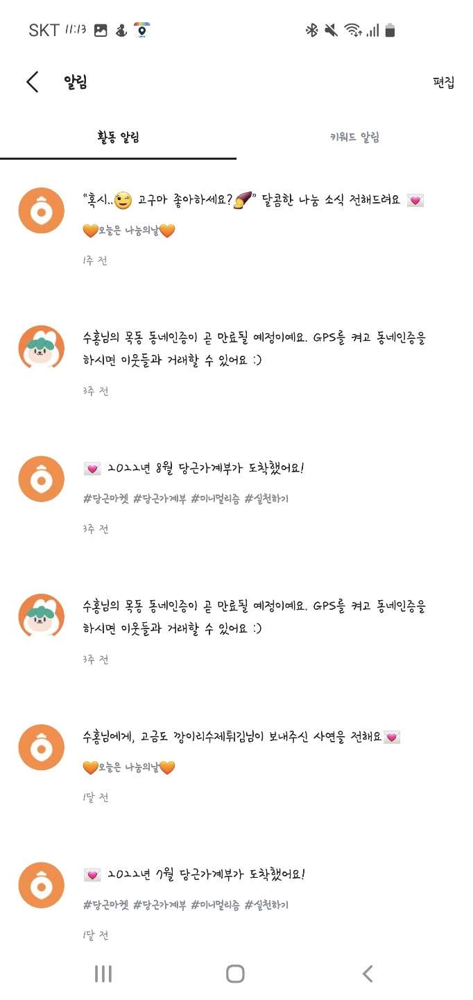 SKT 11:13
알림
편집
활동 알림
키워드 알림
“혹시..😉 고구마 좋아하세요?🍠” 달콤한 나눔 소식 전해드려요 💌
🧡오늘은 나눔의날🧡
1주 전
수홍님의 목동 동네인증이 곧 만료될 예정이예요. GPS를 켜고 동네인증을
하시면 이웃들과 거래할 수 있어요 :)
3주 전
💌 2022년 8월 당근가계부가 도착했어요!
#당근마켓 #당근가계부 #미니멀리즘 #실천하기
3주 전
수홍님의 목동 동네인증이 곧 만료될 예정이예요. GPS를 켜고 동네인증을
하시면 이웃들과 거래할 수 있어요 :)
3주 전
수홍님에게, 고금도 깡이리수제튀김님이 보내주신 사연을 전해요💌
🧡오늘은 나눔의날🧡
1달 전
💌 2022년 7월 당근가계부가 도착했어요!
#당근마켓 #당근가계부 #미니멀리즘 #실천하기
1달 전